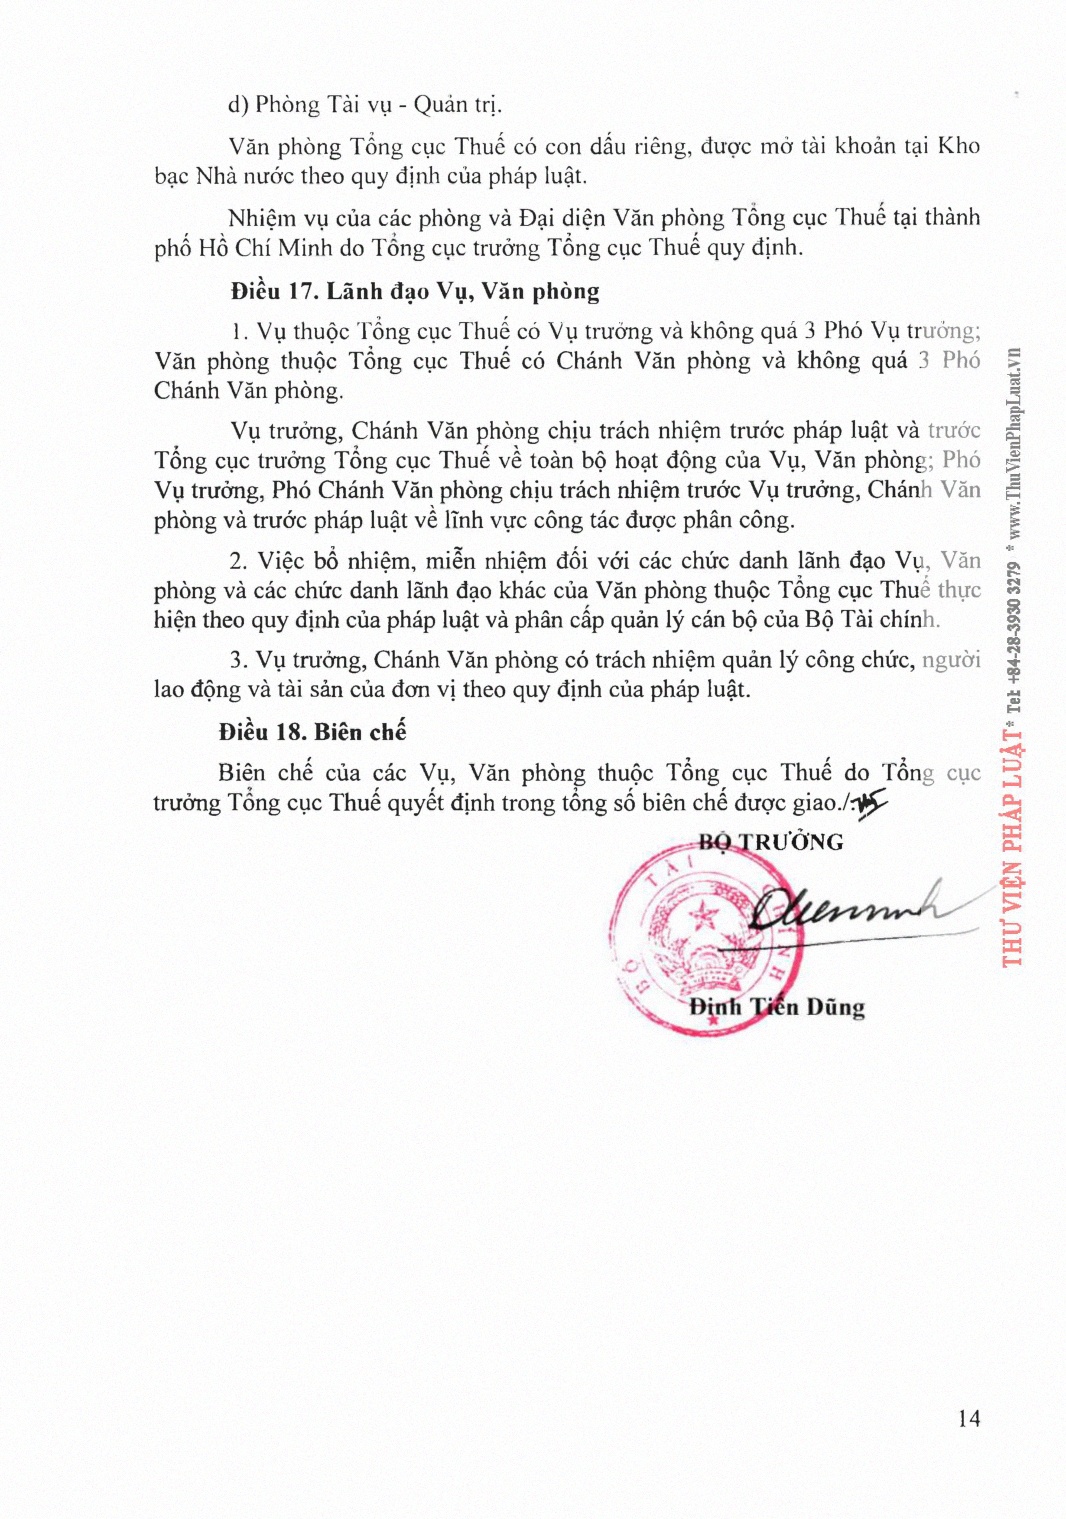 d) Phòng Tài vụ - Quản trị.
Văn phòng Tổng cục Thuế có con dấu riêng, được mở tài khoản tại Kho
bạc Nhà nước theo quy định của pháp luật.
Nhiệm vụ của các phòng và Đại diện Văn phòng Tổng cục Thuế tại thành
phố Hồ Chí Minh do Tổng cục trưởng Tổng cục Thuế quy định.
Điều 17. Lãnh đạo Vụ, Văn phòng
1. Vụ thuộc Tổng cục Thuế có Vụ trưởng và không quá 3 Phó Vụ trưởng;
Văn phòng thuộc Tổng cục Thuế có Chánh Văn phòng và không quá 3 Phó
Chánh Văn phòng.
Vụ trưởng, Chánh Văn phòng chịu trách nhiệm trước pháp luật và trước
Tổng cục trưởng Tổng cục Thuế về toàn bộ hoạt động của Vụ, Văn phòng; Phó
Vụ trưởng, Phó Chánh Văn phòng chịu trách nhiệm trước Vụ trưởng, Chánh Văn
phòng và trước pháp luật về lĩnh vực công tác được phân công.
2. Việc bổ nhiệm, miễn nhiệm đối với các chức danh lãnh đạo Vụ, Văn
phòng và các chức danh lãnh đạo khác của Văn phòng thuộc Tổng cục Thuế thực
hiện theo quy định của pháp luật và phân cấp quản lý cán bộ của Bộ Tài chính.
3. Vụ trưởng, Chánh Văn phòng có trách nhiệm quản lý công chức, người
lao động và tài sản của đơn vị theo quy định của pháp luật.
Điều 18. Biên chế
Biên chế của các Vụ, Văn phòng thuộc Tổng cục Thuế do Tổng cục
trưởng Tổng cục Thuế quyết định trong tổng số biên chế được giao./.
BỘ TRƯỞNG
BỘ TÀI CHÍNH
Đinh Tiến Dũng
THƯ VIỆN PHÁP LUẬT * Tel: +84-28-3930 3279 * www.ThuVienPhapLuat.vn
14